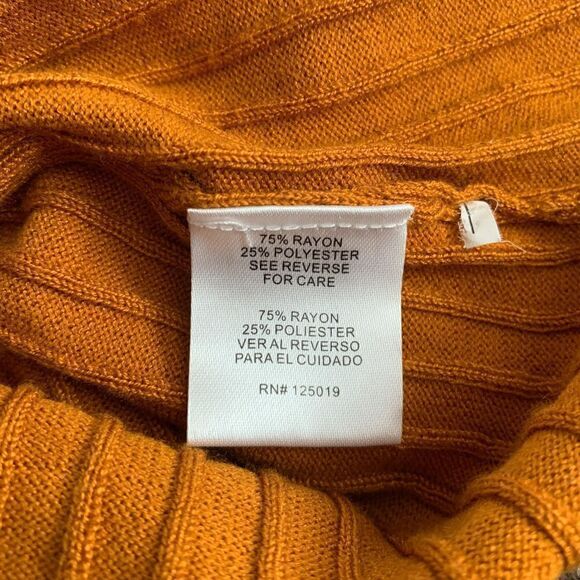 75% RAYON
25% POLYESTER
SEE REVERSE
FOR CARE
75% RAYON
25% POLIESTER
VER AL REVERSO
PARA EL CUIDADO
RN# 125019